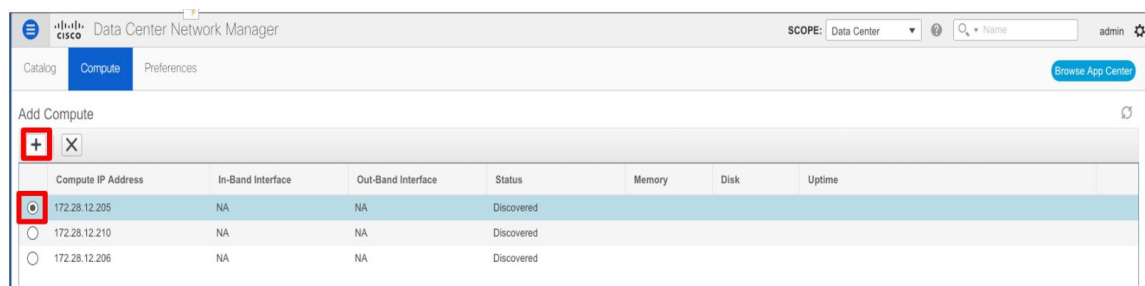 cisco Data Center Network Manager SCOPE: Data Center Name admin
Catalog Compute Preferences Browse App Center
Add Compute
Compute IP Address In-Band Interface Out-Band Interface Status Memory Disk Uptime
172.28.12.205 NA NA Discovered
172.28.12.210 NA NA Discovered
172.28.12.206 NA NA Discovered